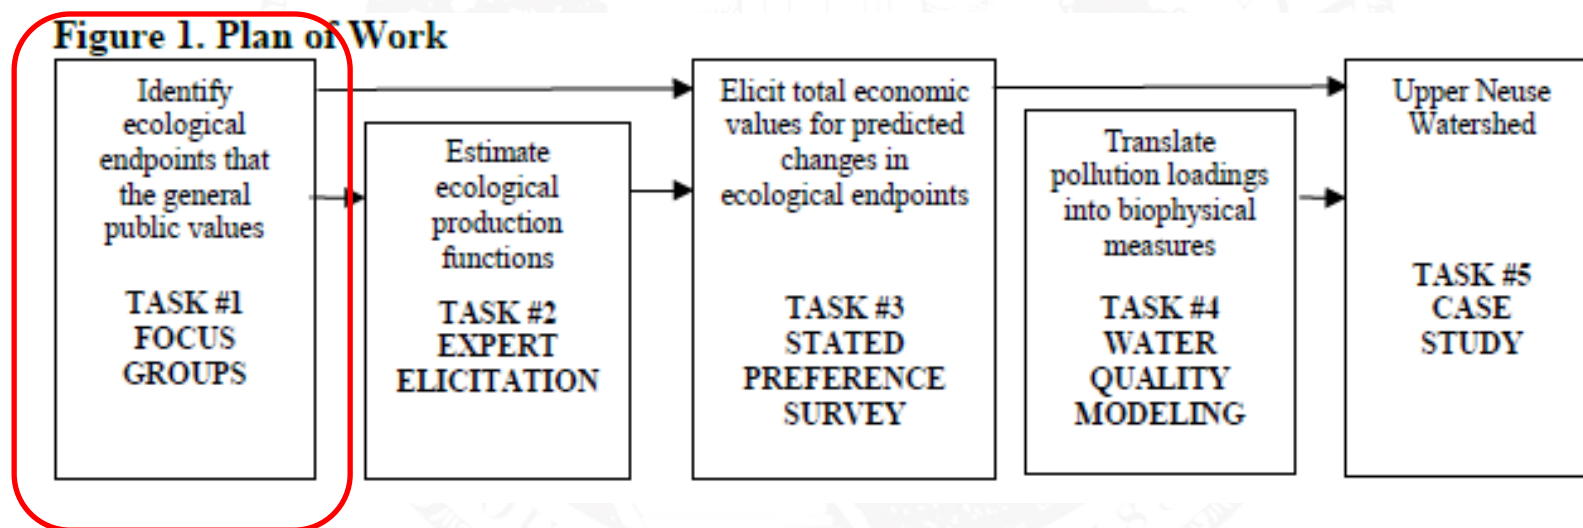 Figure 1. Plan of Work
Identify
ecological
endpoints that
the general
public values
TASK #1
FOCUS
GROUPS
Estimate
ecological
production
functions
TASK #2
EXPERT
ELICITATION
Elicit total economic
values for predicted
changes in
ecological endpoints
TASK #3
STATED
PREFERENCE
SURVEY
Translate
pollution loadings
into biophysical
measures
TASK #4
WATER
QUALITY
MODELING
Upper Neuse
Watershed
TASK #5
CASE
STUDY